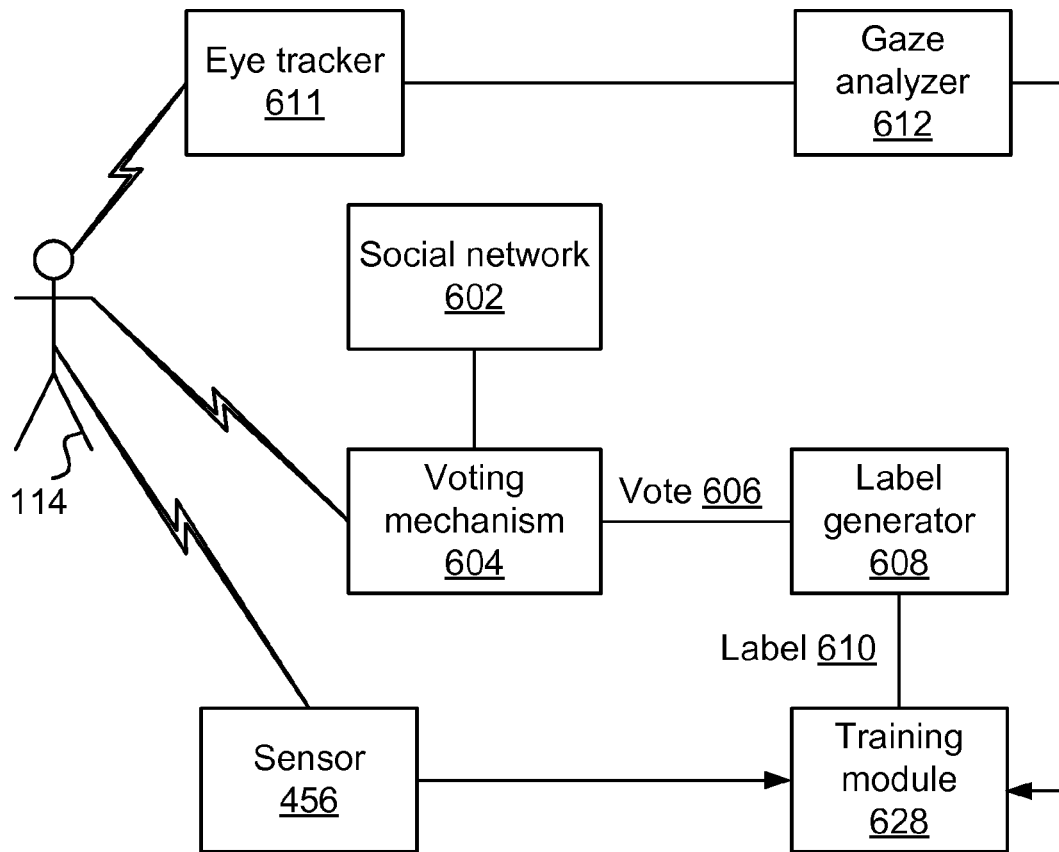 Eye tracker
611
Gaze
analyzer
612
Social network
602
114
Voting
mechanism
604
Vote 606
Label
generator
608
Label 610
Sensor
456
Training
module
628